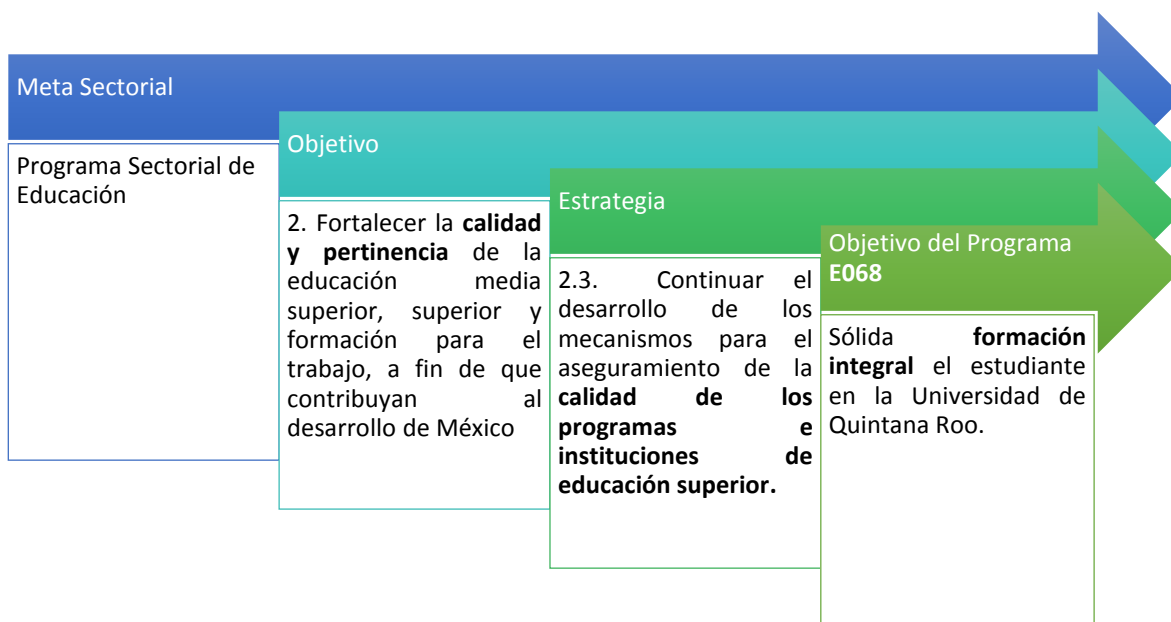 Meta Sectorial
Programa Sectorial de
Educación
Objetivo
2. Fortalecer la calidad
y pertinencia de la
educación media
superior, superior y
formación para el
trabajo, a fin de que
contribuyan al
desarrollo de México
Estrategia
2.3. Continuar el
desarrollo de los
mecanismos para el
aseguramiento de la
calidad de los
programas e
instituciones de
educación superior.
Objetivo del Programa
E068
Sólida formación
integral el estudiante
en la Universidad de
Quintana Roo.